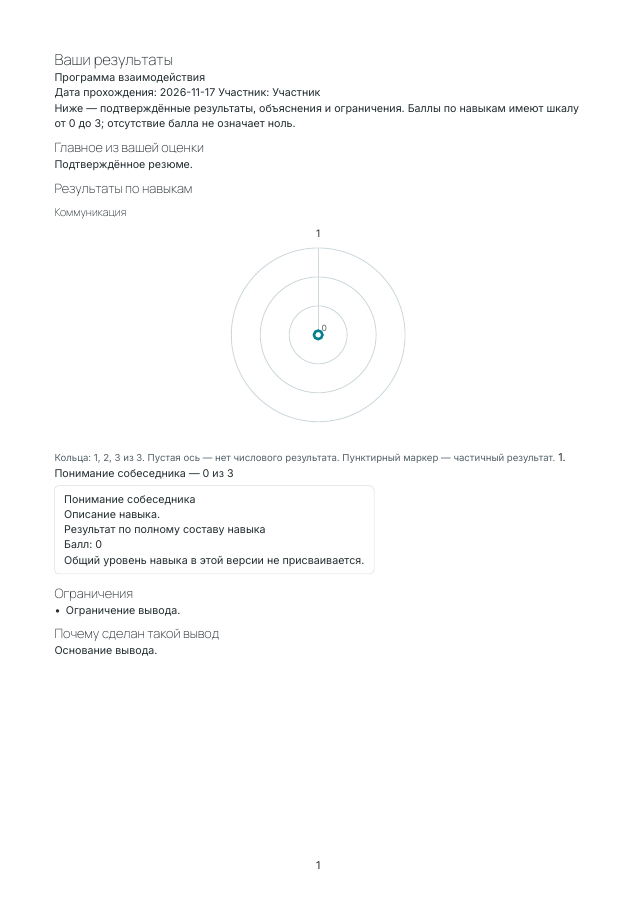 Ваши результаты
Программа взаимодействия
Дата прохождения: 2026-11-17 Участник: Участник
Ниже — подтверждённые результаты, объяснения и ограничения. Баллы по навыкам имеют шкалу
от 0 до 3; отсутствие балла не означает ноль.
Главное из вашей оценки
Подтверждённое резюме.
Результаты по навыкам
Коммуникация
1
0
Кольца: 1, 2, 3 из 3. Пустая ось — нет числового результата. Пунктирный маркер — частичный результат. 1.
Понимание собеседника — 0 из 3
Понимание собеседника
Описание навыка.
Результат по полному составу навыка
Балл: 0
Общий уровень навыка в этой версии не присваивается.
Ограничения
• Ограничение вывода.
Почему сделан такой вывод
Основание вывода.
1